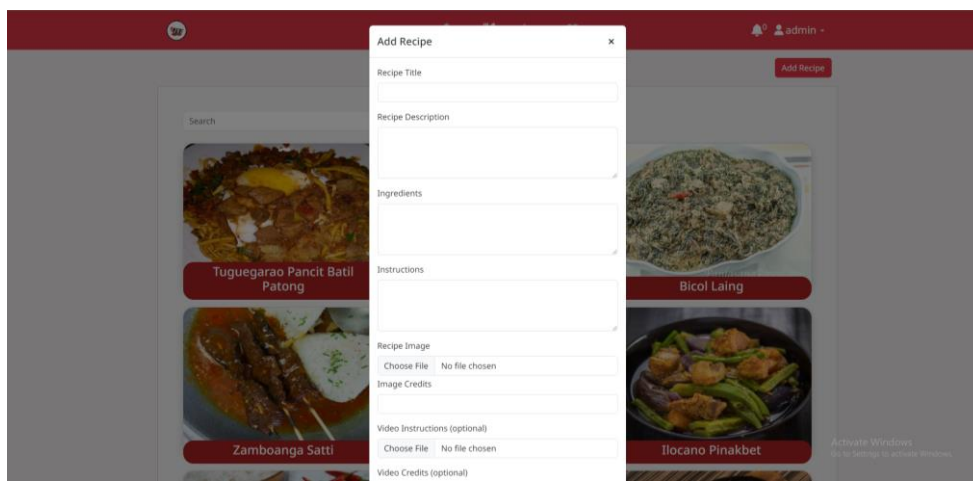 0
admin
Add Recipe
×
Add Recipe
Recipe Title
Search
Recipe Description
Ingredients
Tuguegarao Pancit Batil
Patong
Instructions
Bicol Laing
Recipe Image
Choose File No file chosen
Image Credits
Video Instructions (optional)
Choose File No file chosen
Zamboanga Satti
Ilocano Pinakbet
Activate Windows
Go to Settings to activate Windows.
Video Credits (optional)